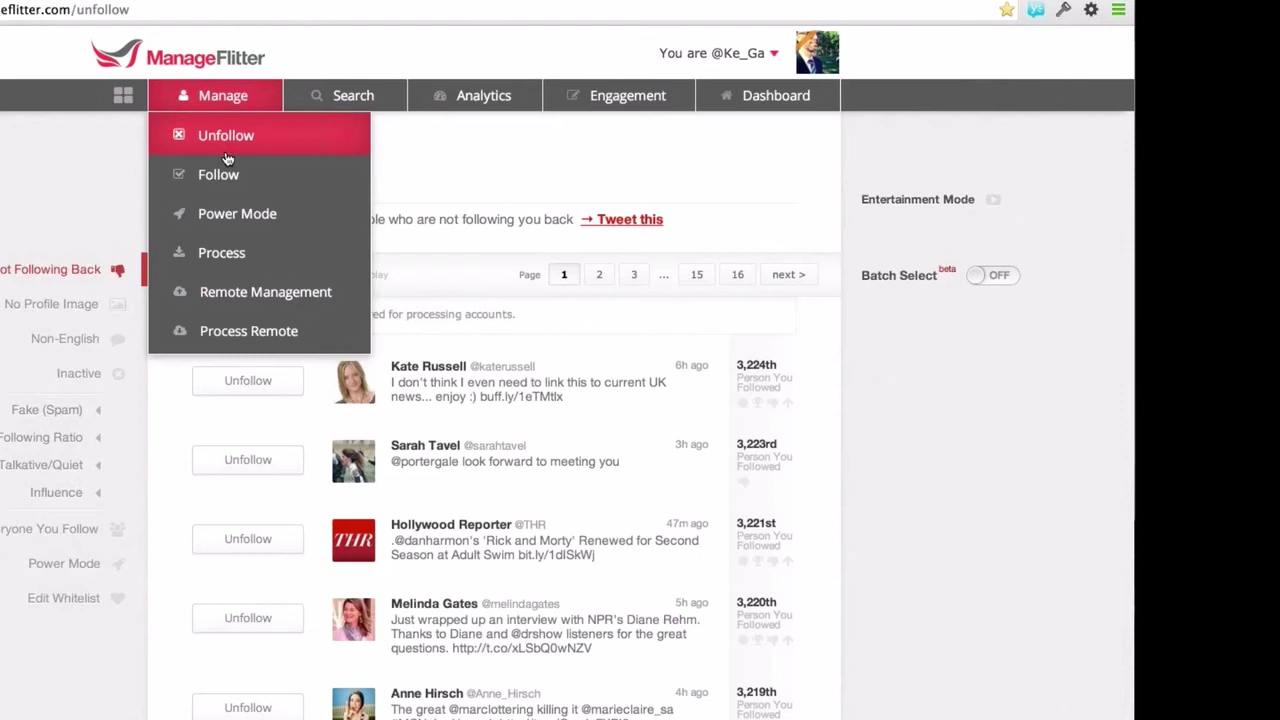 eflitter.com/unfollow
ManageFlitter
You are @Ke_Ga
Manage
Search
Analytics
Engagement
Dashboard
Unfollow
Follow
Power Mode
Process
Remote Management
Process Remote
ple who are not following you back → Tweet this
Entertainment Mode
Batch Select beta OFF
ot Following Back
No Profile Image
Non-English
Inactive
Fake (Spam)
Following Ratio
Talkative/Quiet
Influence
eryone You Follow
Power Mode
Edit Whitelist
play
Page 1 2 3 ... 15 16 next >
ed for processing accounts.
Unfollow
Kate Russell @katerussell 6h ago
I don't think I even need to link this to current UK
news... enjoy :) buff.ly/1eTMtlx
3,224th
Person You
Followed
Unfollow
Sarah Tavel @sarahtavel 3h ago
@portergale look forward to meeting you
3,223rd
Person You
Followed
Unfollow
THR
Hollywood Reporter @THR 47m ago
.@danharmon's 'Rick and Morty' Renewed for Second
Season at Adult Swim bit.ly/1dISkWj
3,221st
Person You
Followed
Unfollow
Melinda Gates @melindagates 5h ago
Just wrapped up an interview with NPR's Diane Rehm.
Thanks to Diane and @drshow listeners for the great
questions. http://t.co/xLSbQ0wNZV
3,220th
Person You
Followed
Unfollow
Anne Hirsch @Anne_Hirsch 4h ago
The great @marclottering killing it @marieclaire_sa
3,219th
Person You